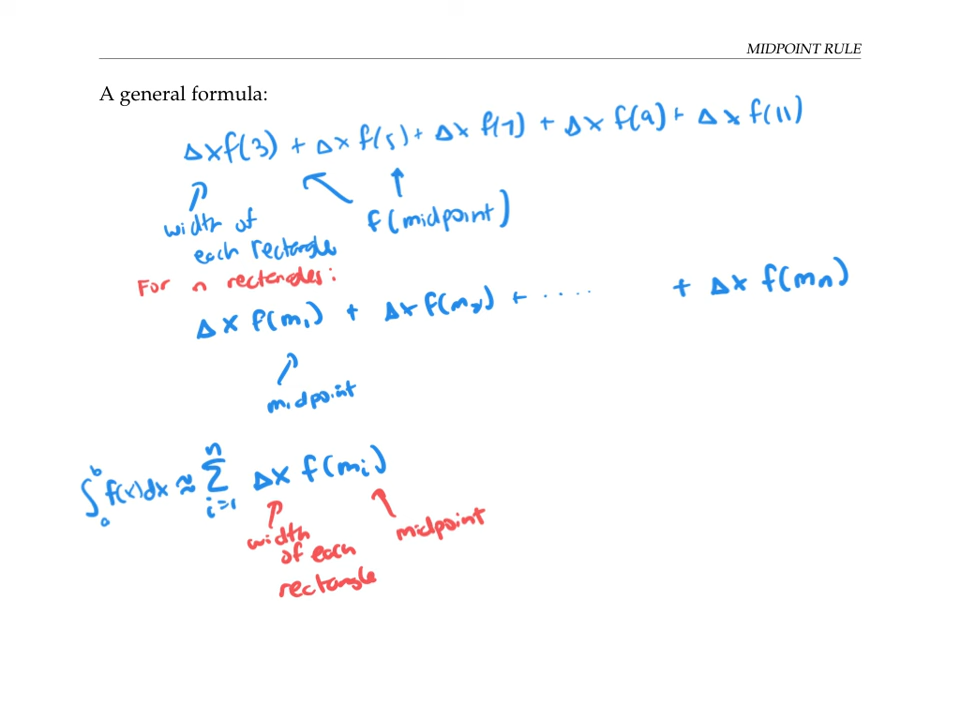 MIDPOINT RULE
A general formula:
Δxf(3) + Δx f(5) + Δx f(7) + Δx f(9) + Δx f(11)
width of each rectangle
f(midpoint)
For n rectangles:
Δx f(m₁) + Δx f(m₂) + ..... + Δx f(mₙ)
midpoint
∫ₐᵇ f(x)dx ≈ Σᵢ₌₁ⁿ Δx f(mᵢ)
width
of each
rectangle
midpoint